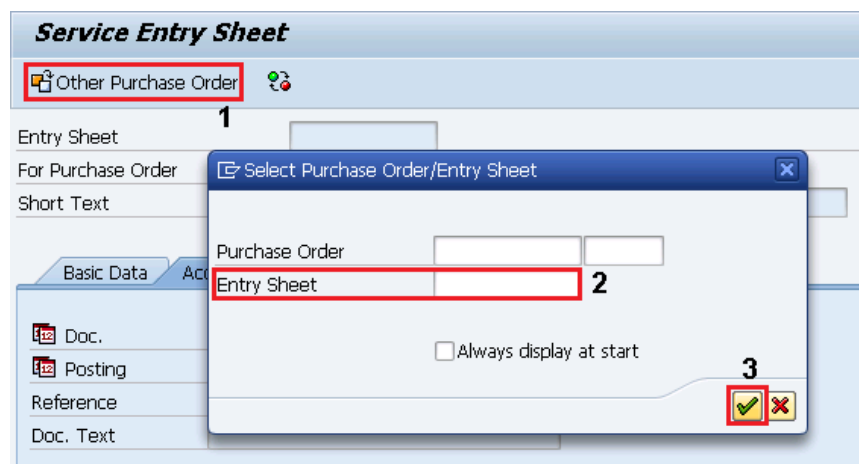 Service Entry Sheet
Other Purchase Order
1
Entry Sheet
For Purchase Order
Select Purchase Order/Entry Sheet
Short Text
Purchase Order
Basic Data
Entry Sheet
2
Doc.
Always display at start
Posting
3
Reference
Doc. Text